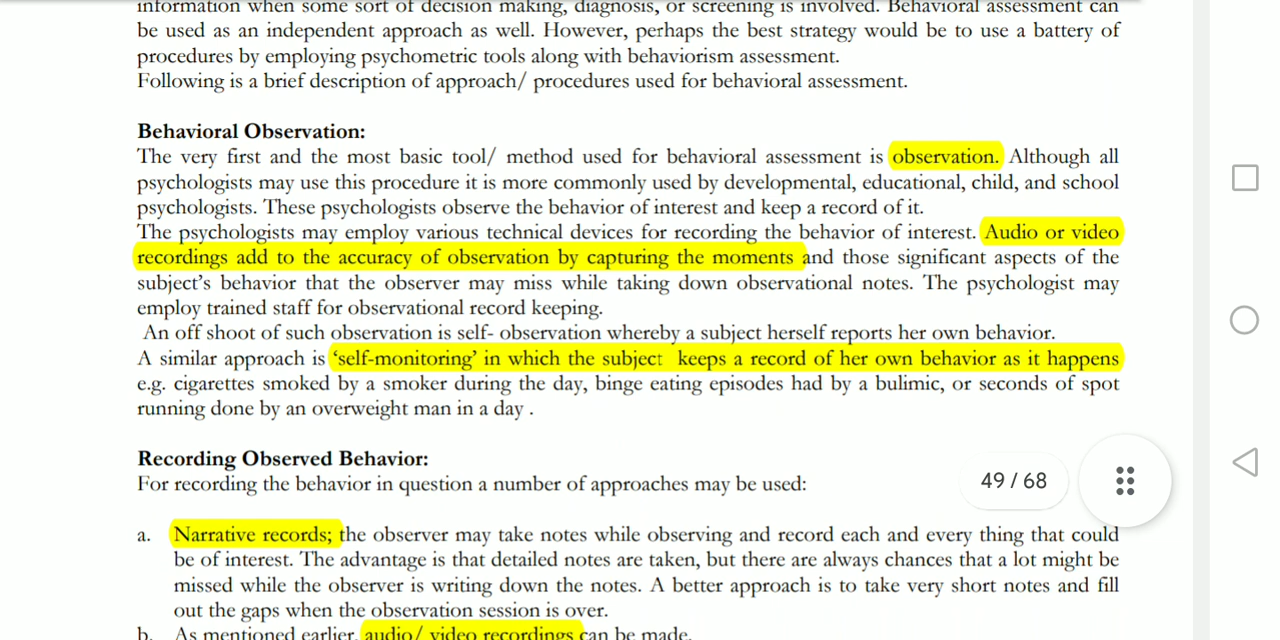 information when some sort of decision making, diagnosis, or screening is involved. Behavioral assessment can
be used as an independent approach as well. However, perhaps the best strategy would be to use a battery of
procedures by employing psychometric tools along with behaviorism assessment.
Following is a brief description of approach/ procedures used for behavioral assessment.
Behavioral Observation:
The very first and the most basic tool/ method used for behavioral assessment is observation. Although all
psychologists may use this procedure it is more commonly used by developmental, educational, child, and school
psychologists. These psychologists observe the behavior of interest and keep a record of it.
The psychologists may employ various technical devices for recording the behavior of interest. Audio or video
recordings add to the accuracy of observation by capturing the moments and those significant aspects of the
subject's behavior that the observer may miss while taking down observational notes. The psychologist may
employ trained staff for observational record keeping.
An off shoot of such observation is self- observation whereby a subject herself reports her own behavior.
A similar approach is ‘self-monitoring’ in which the subject keeps a record of her own behavior as it happens
e.g. cigarettes smoked by a smoker during the day, binge eating episodes had by a bulimic, or seconds of spot
running done by an overweight man in a day .
Recording Observed Behavior:
For recording the behavior in question a number of approaches may be used:
49 / 68
a. Narrative records; the observer may take notes while observing and record each and every thing that could
be of interest. The advantage is that detailed notes are taken, but there are always chances that a lot might be
missed while the observer is writing down the notes. A better approach is to take very short notes and fill
out the gaps when the observation session is over.
b. As mentioned earlier, audio/ video recordings can be made.